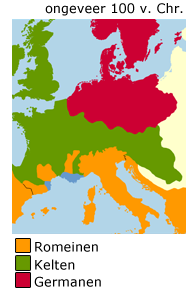 ongeveer 100 v. Chr.
Romeinen
Kelten
Germanen